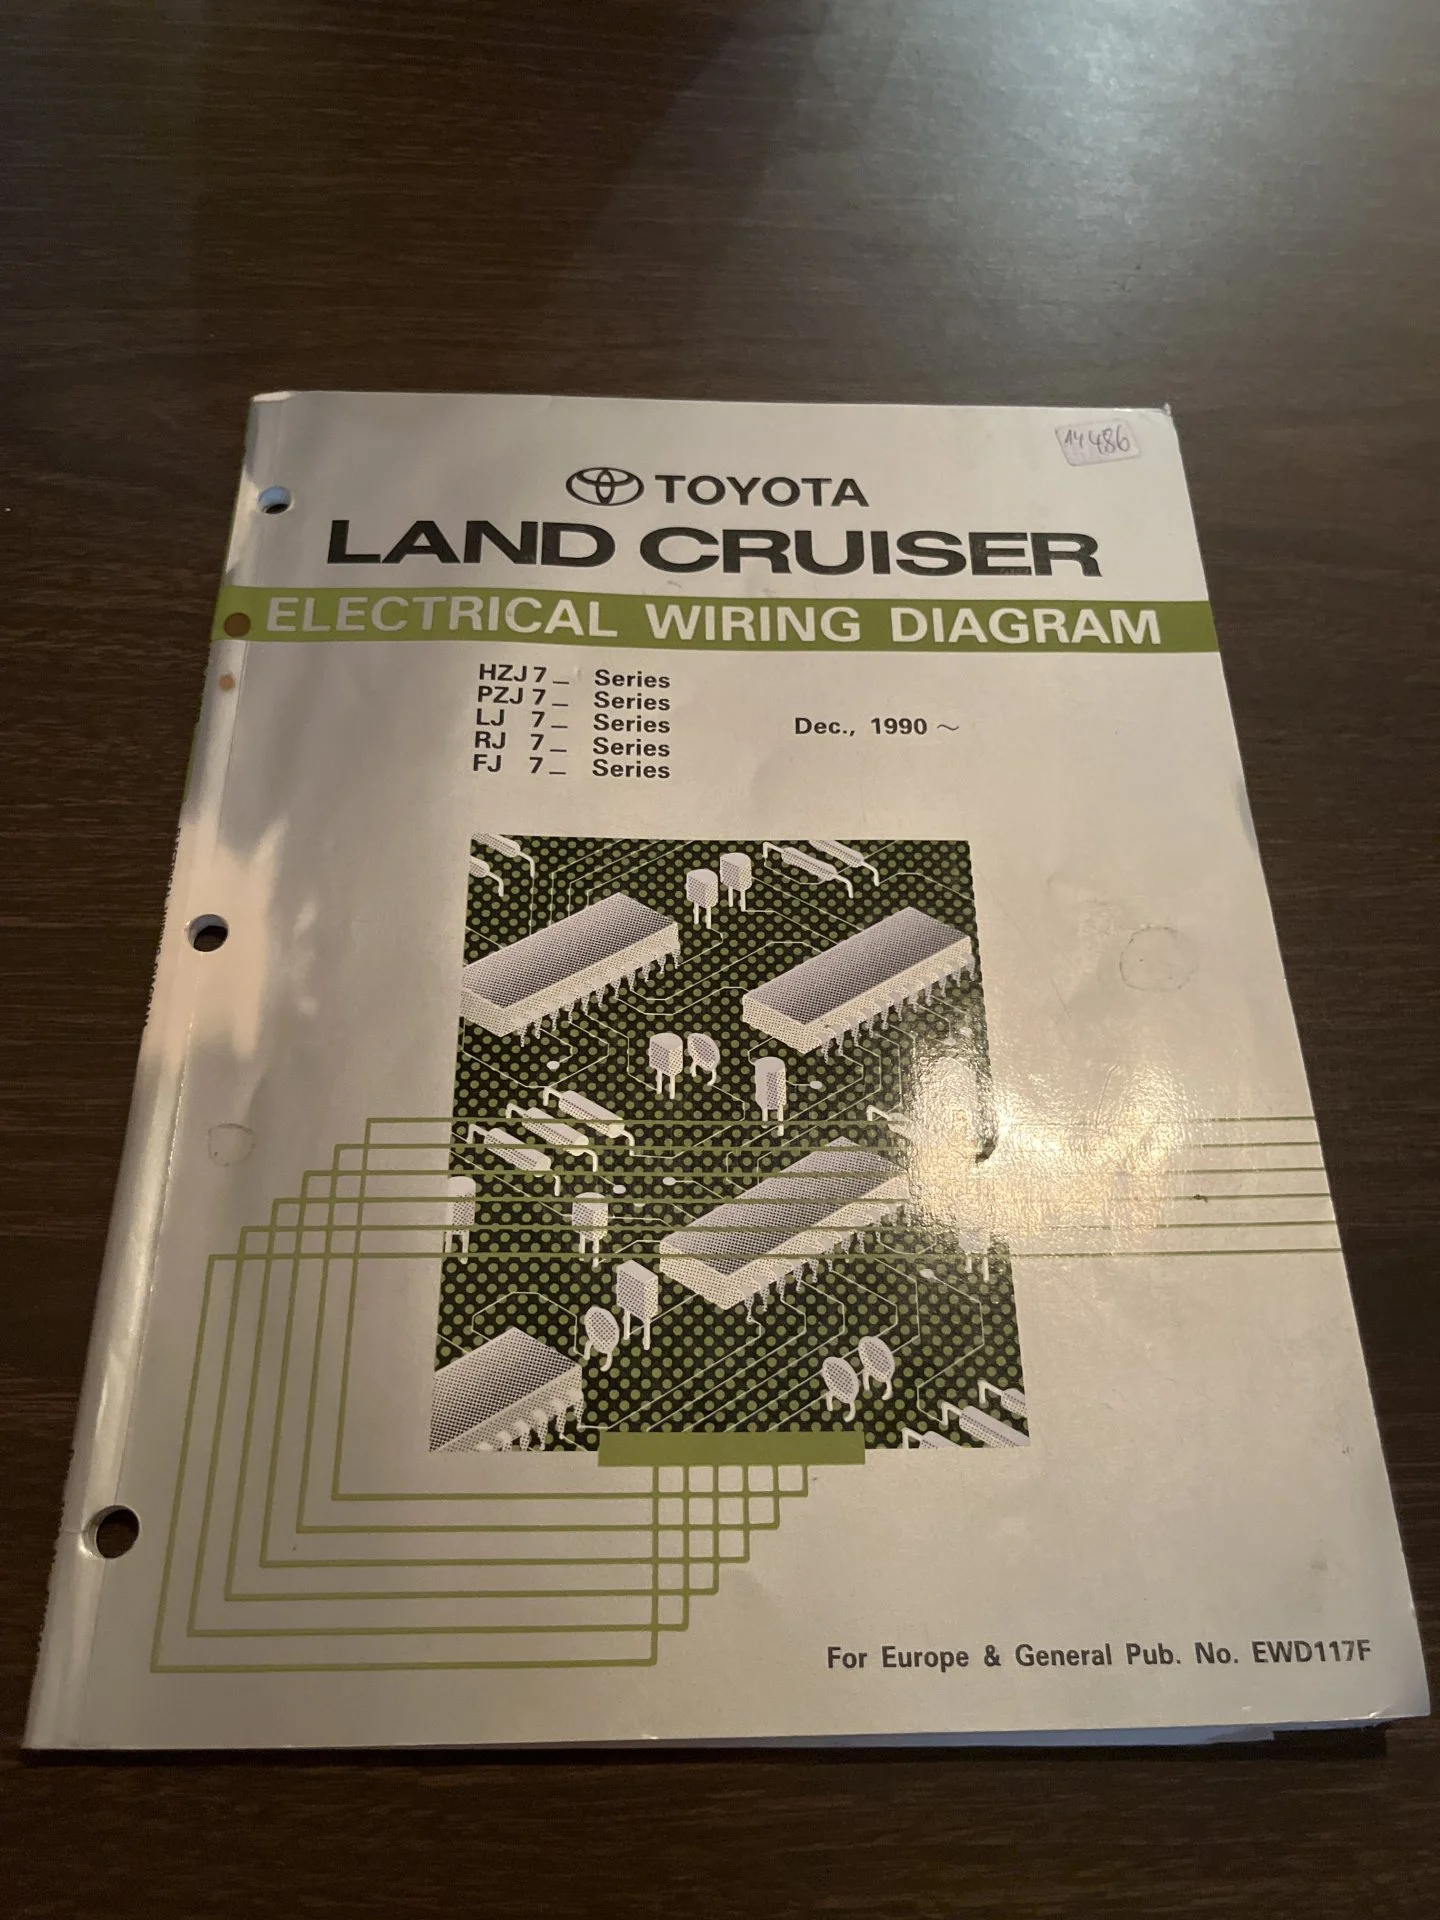 14486
TOYOTA
LAND CRUISER
ELECTRICAL WIRING DIAGRAM
HZJ 7_ Series
PZJ 7_ Series
LJ 7_ Series
RJ 7_ Series
FJ 7_ Series
Dec., 1990 ~
For Europe & General Pub. No. EWD117F